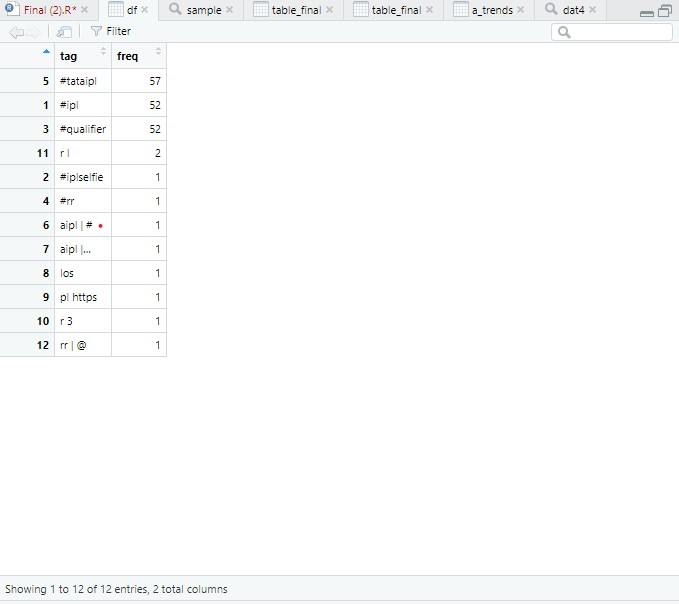 Final (2).R* df sample table_final table_final a_trends dat4
Filter
tag freq
5 #tataipl 57
1 #ipl 52
3 #qualifier 52
11 r l 2
2 #iplselfie 1
4 #rr 1
6 aipl | # 1
7 aipl |... 1
8 los 1
9 pl https 1
10 r 3 1
12 rr | @ 1
Showing 1 to 12 of 12 entries, 2 total columns